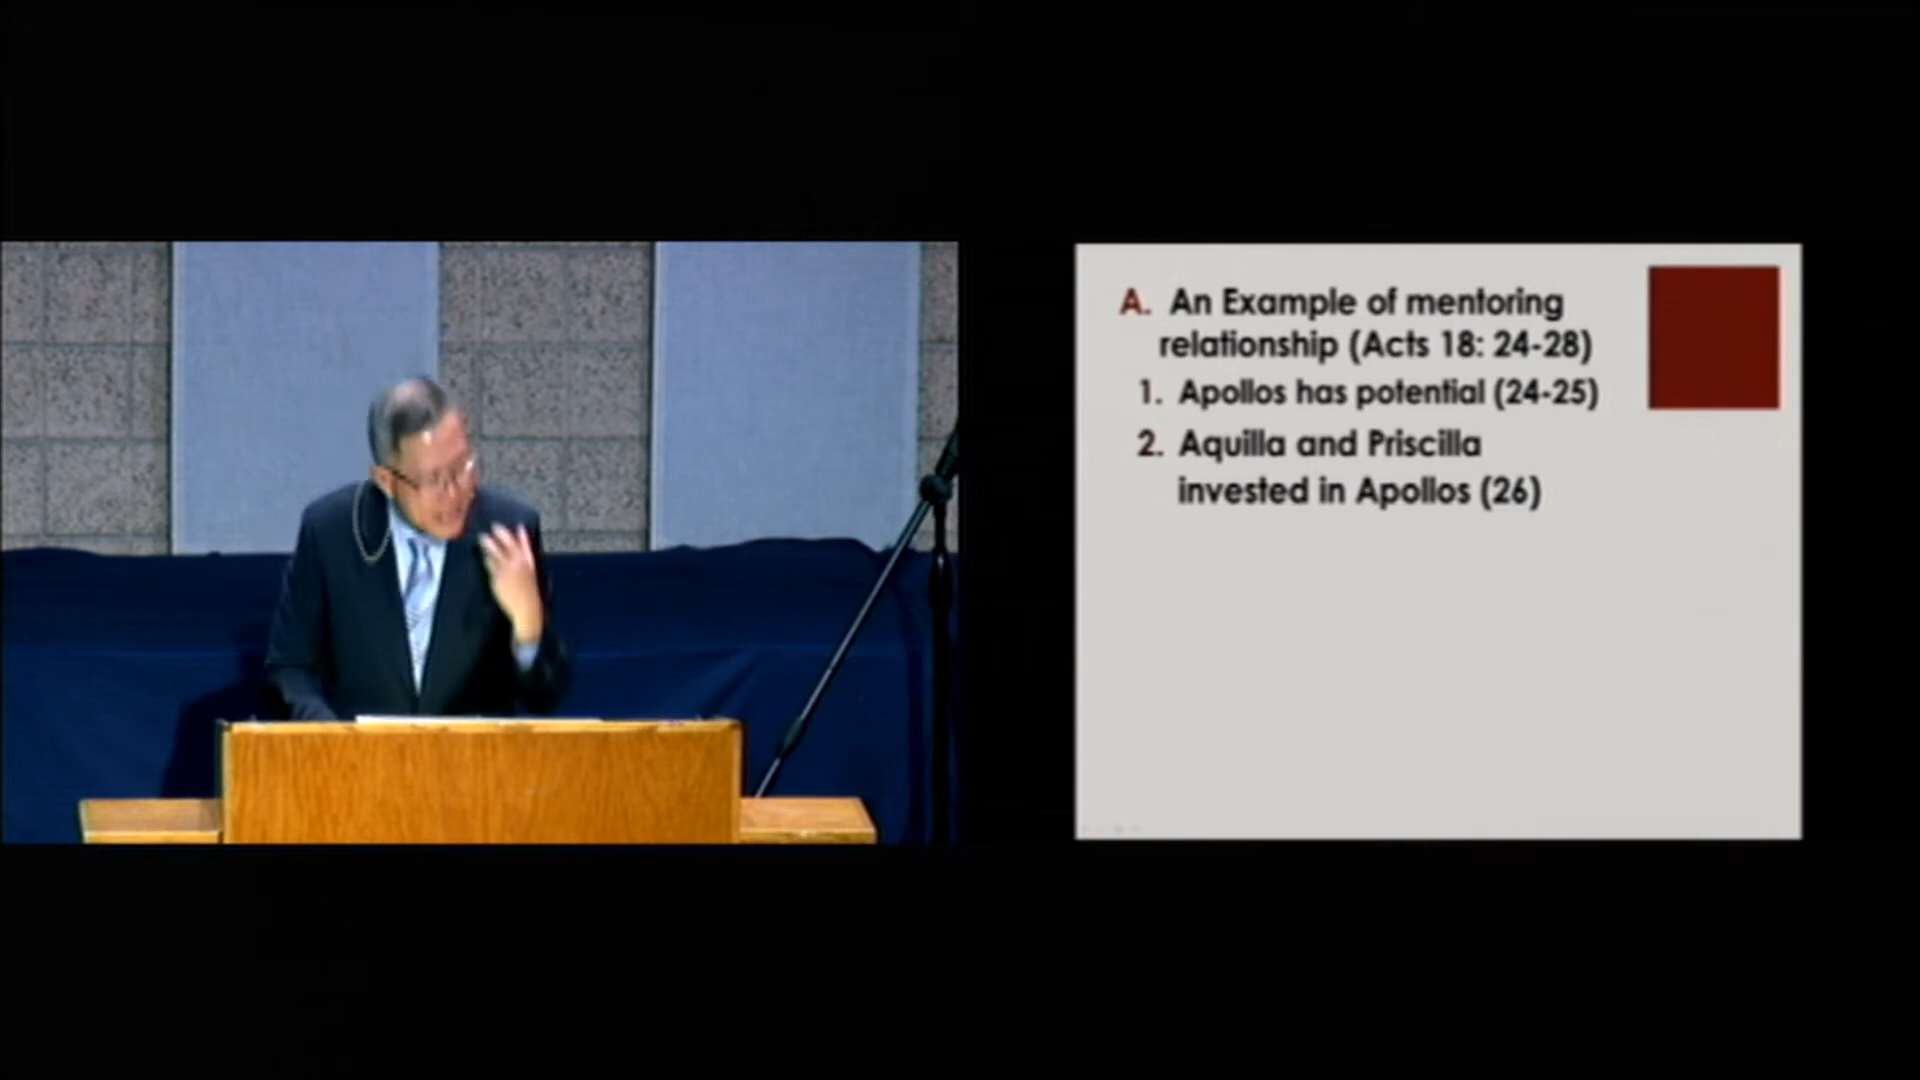 A. An Example of mentoring
relationship (Acts 18: 24-28)
1. Apollos has potential (24-25)
2. Aquilla and Priscilla
invested in Apollos (26)